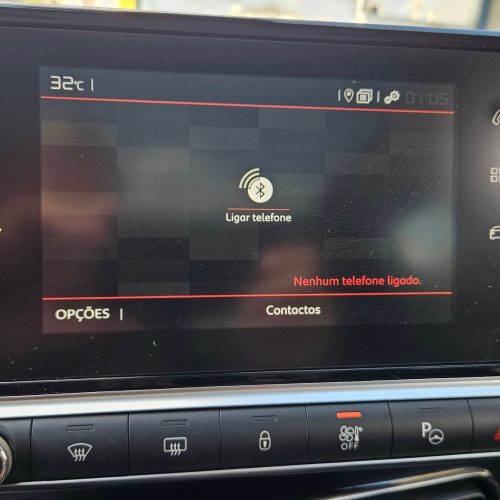 32°C
01:05
Ligar telefone
Nenhum telefone ligado.
OPÇÕES
Contactos
OFF
P